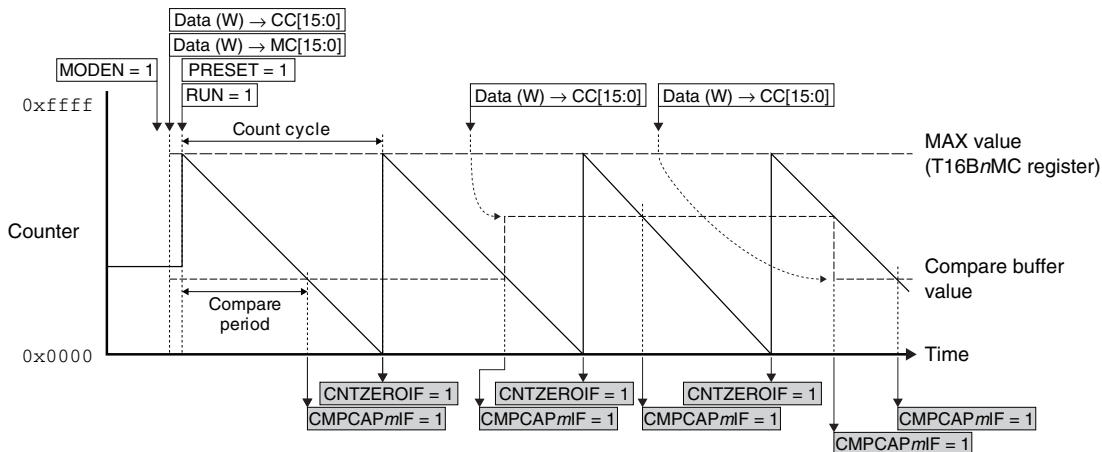 Data (W) → CC[15:0]
Data (W) → MC[15:0]
MODEN = 1
PRESET = 1
RUN = 1
Data (W) → CC[15:0]
Data (W) → CC[15:0]
0xffff
Count cycle
MAX value
(T16BnMC register)
Counter
Compare
period
Compare buffer
value
0x0000
Time
CNTZEROIF = 1
CNTZEROIF = 1
CNTZEROIF = 1
CMPCAPmIF = 1
CMPCAPmIF = 1
CMPCAPmIF = 1
CMPCAPmIF = 1
CMPCAPmIF = 1